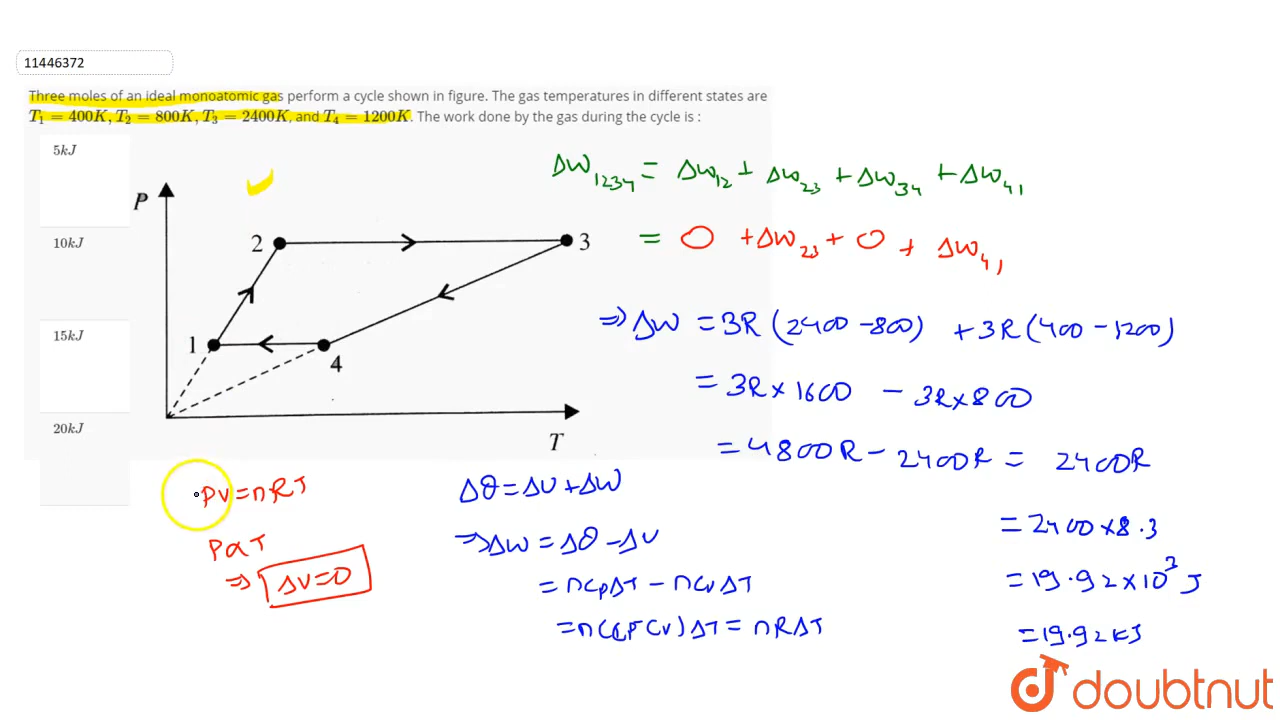 11446372
Three moles of an ideal monoatomic gas perform a cycle shown in figure. The gas temperatures in different states are
T₁ = 400K, T₂ = 800K, T₃ = 2400K, and T₄ = 1200K. The work done by the gas during the cycle is :
5kJ
10kJ
15kJ
20kJ
P
2
3
1
4
T
ΔW₁₂₃₄ = ΔW₁₂ + ΔW₂₃ + ΔW₃₄ + ΔW₄₁
= 0 + ΔW₂₃ + 0 + ΔW₄₁
⇒ ΔW = 3R (2400 - 800) + 3R (400 - 1200)
= 3R × 1600 - 3R × 800
= 4800R - 2400R = 2400R
= 2400 × 8.3
= 19.92 × 10³ J
= 19.92 kJ
PV = nRT
P α T
⇒ ΔV = 0
Δθ = ΔU + ΔW
⇒ ΔW = Δθ - ΔU
= nCpΔT - nCvΔT
= n(Cp-Cv) ΔT = nRΔT
doubtnut